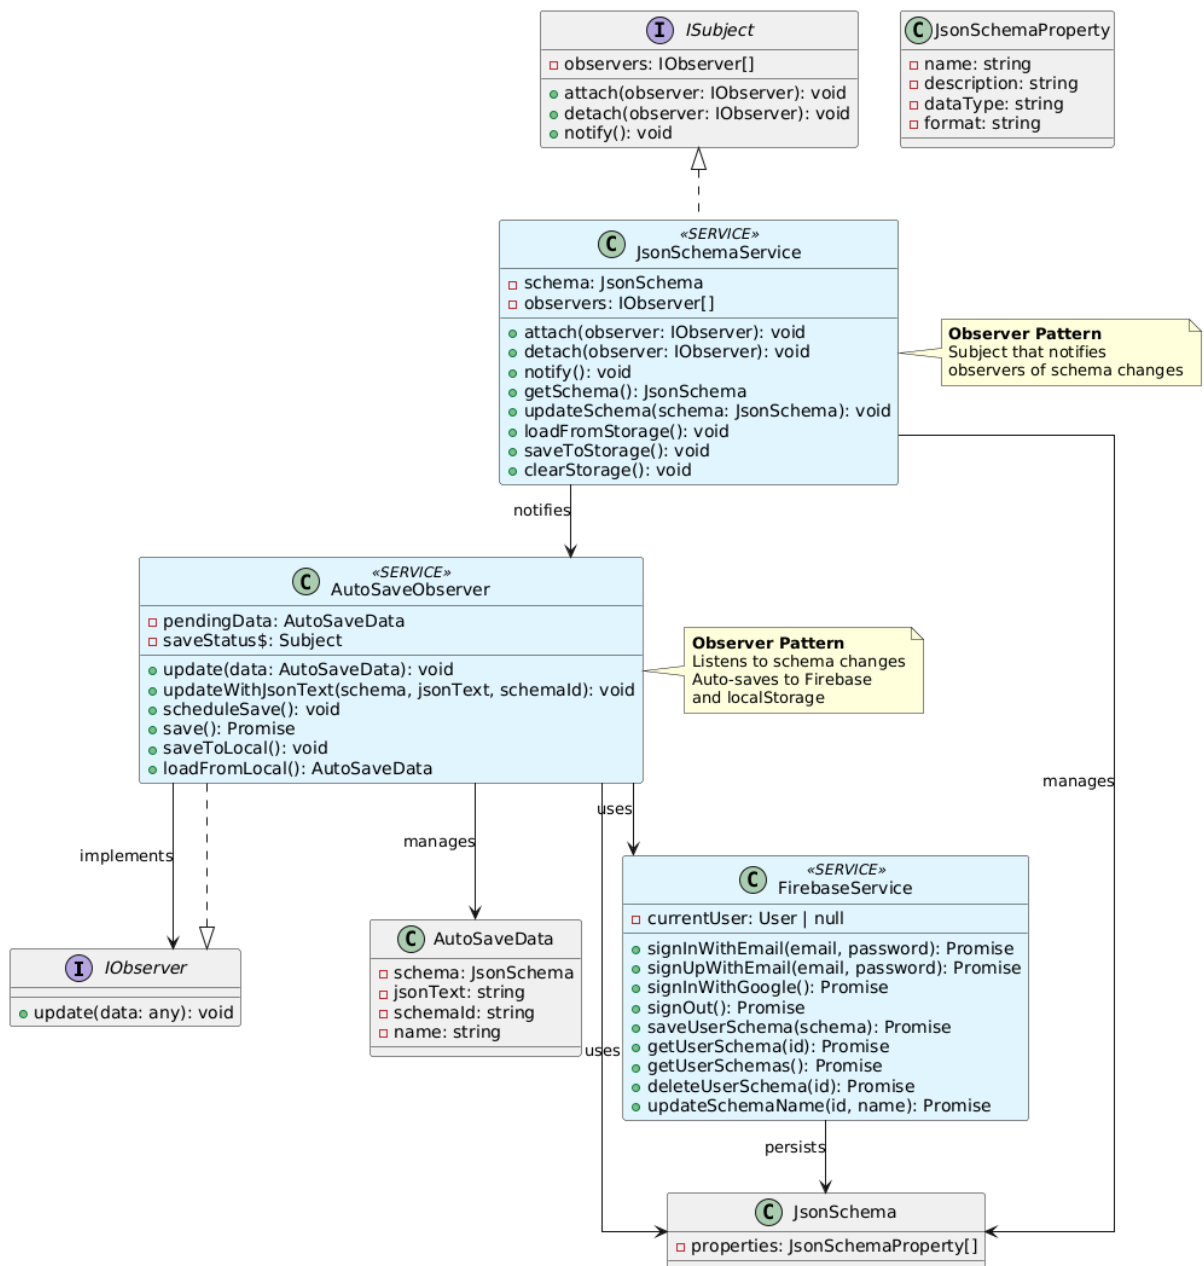 I ISubject
observers: IObserver[]
attach(observer: IObserver): void
detach(observer: IObserver): void
notify(): void
C JsonSchemaProperty
name: string
description: string
dataType: string
format: string
«SERVICE»
C JsonSchemaService
schema: JsonSchema
observers: IObserver[]
attach(observer: IObserver): void
detach(observer: IObserver): void
notify(): void
getSchema(): JsonSchema
updateSchema(schema: JsonSchema): void
loadFromStorage(): void
saveToStorage(): void
clearStorage(): void
Observer Pattern
Subject that notifies
observers of schema changes
notifies
«SERVICE»
C AutoSaveObserver
pendingData: AutoSaveData
saveStatus$: Subject
update(data: AutoSaveData): void
updateWithJsonText(schema, jsonText, schemaId): void
scheduleSave(): void
save(): Promise
saveToLocal(): void
loadFromLocal(): AutoSaveData
Observer Pattern
Listens to schema changes
Auto-saves to Firebase
and localStorage
manages
uses
manages
implements
I IObserver
update(data: any): void
C AutoSaveData
schema: JsonSchema
jsonText: string
schemaId: string
name: string
uses
«SERVICE»
C FirebaseService
currentUser: User | null
signInWithEmail(email, password): Promise
signUpWithEmail(email, password): Promise
signInWithGoogle(): Promise
signOut(): Promise
saveUserSchema(schema): Promise
getUserSchema(id): Promise
getUserSchemas(): Promise
deleteUserSchema(id): Promise
updateSchemaName(id, name): Promise
persists
C JsonSchema
properties: JsonSchemaProperty[]